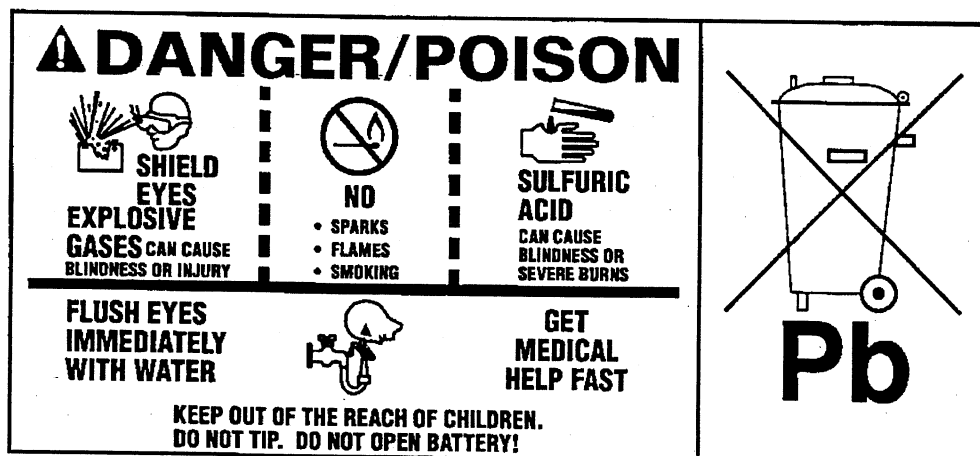 DANGER/POISON
SHIELD
EYES
EXPLOSIVE
GASES CAN CAUSE
BLINDNESS OR INJURY
NO
• SPARKS
• FLAMES
• SMOKING
SULFURIC
ACID
CAN CAUSE
BLINDNESS OR
SEVERE BURNS
FLUSH EYES
IMMEDIATELY
WITH WATER
GET
MEDICAL
HELP FAST
KEEP OUT OF THE REACH OF CHILDREN.
DO NOT TIP. DO NOT OPEN BATTERY!
Pb